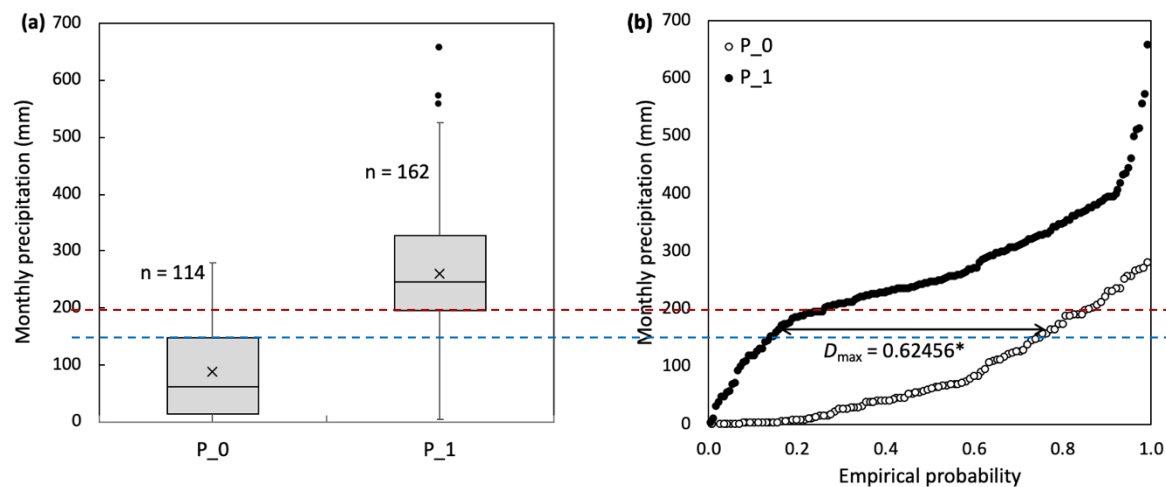 (a)
Monthly precipitation (mm)
700
600
500
400
300
200
100
0
n = 114
n = 162
P_0
P_1
(b)
Monthly precipitation (mm)
700
600
500
400
300
200
100
0
P_0
P_1
D max = 0.62456*
0.0 0.2 0.4 0.6 0.8 1.0
Empirical probability